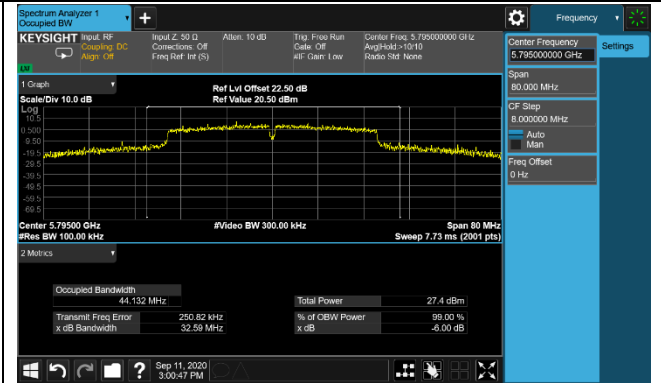 Spectrum Analyzer 1
Occupied BW
+
Frequency
KEYSIGHT
Input: RF
Coupling: DC
Align: Off
Input Z: 50 Ω
Corrections: Off
Freq Ref: Int (S)
Atten: 10 dB
Trig: Free Run
Gate: Off
#IF Gain: Low
Center Freq: 5.795000000 GHz
Avg|Hold:>10/10
Radio Std: None
LVI
Center Frequency
5.795000000 GHz
Settings
Span
80.000 MHz
CF Step
8.000000 MHz
Auto
Man
Freq Offset
0 Hz
1 Graph
Scale/Div 10.0 dB
Ref Lvl Offset 22.50 dB
Ref Value 20.50 dBm
Log
10.5
0.500
-9.50
-19.5
-29.5
-39.5
-49.5
-59.5
-69.5
Center 5.79500 GHz
#Res BW 100.00 kHz
#Video BW 300.00 kHz
Span 80 MHz
Sweep 7.73 ms (2001 pts)
2 Metrics
Occupied Bandwidth
44.132 MHz
Total Power 27.4 dBm
Transmit Freq Error 250.82 kHz
% of OBW Power 99.00 %
x dB Bandwidth 32.59 MHz
x dB -6.00 dB
?
Sep 11, 2020
3:00:47 PM